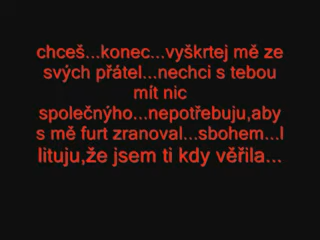 chceš...konec...vyškrtej mě ze
svých přátel...nechci s tebou
mít nic
společnýho...nepotřebuju,aby
s mě furt zranoval...sbohem...l
lituju,že jsem ti kdy věřila...